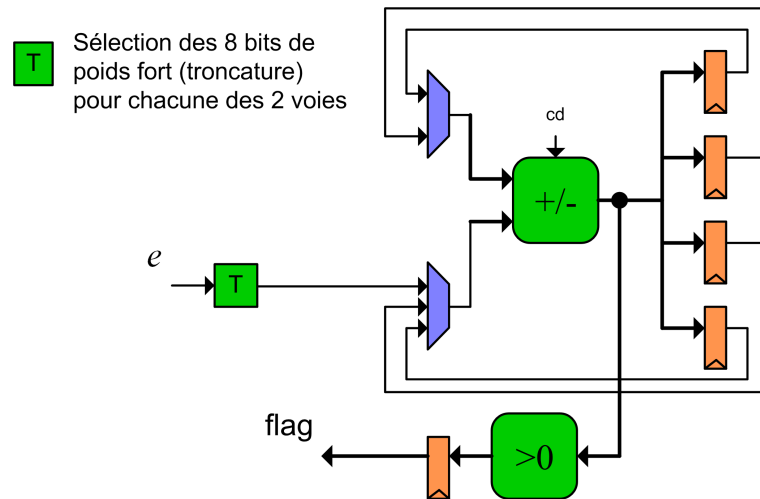 T
Sélection des 8 bits de
poids fort (troncature)
pour chacune des 2 voies
cd
+/-
e
T
flag
>0